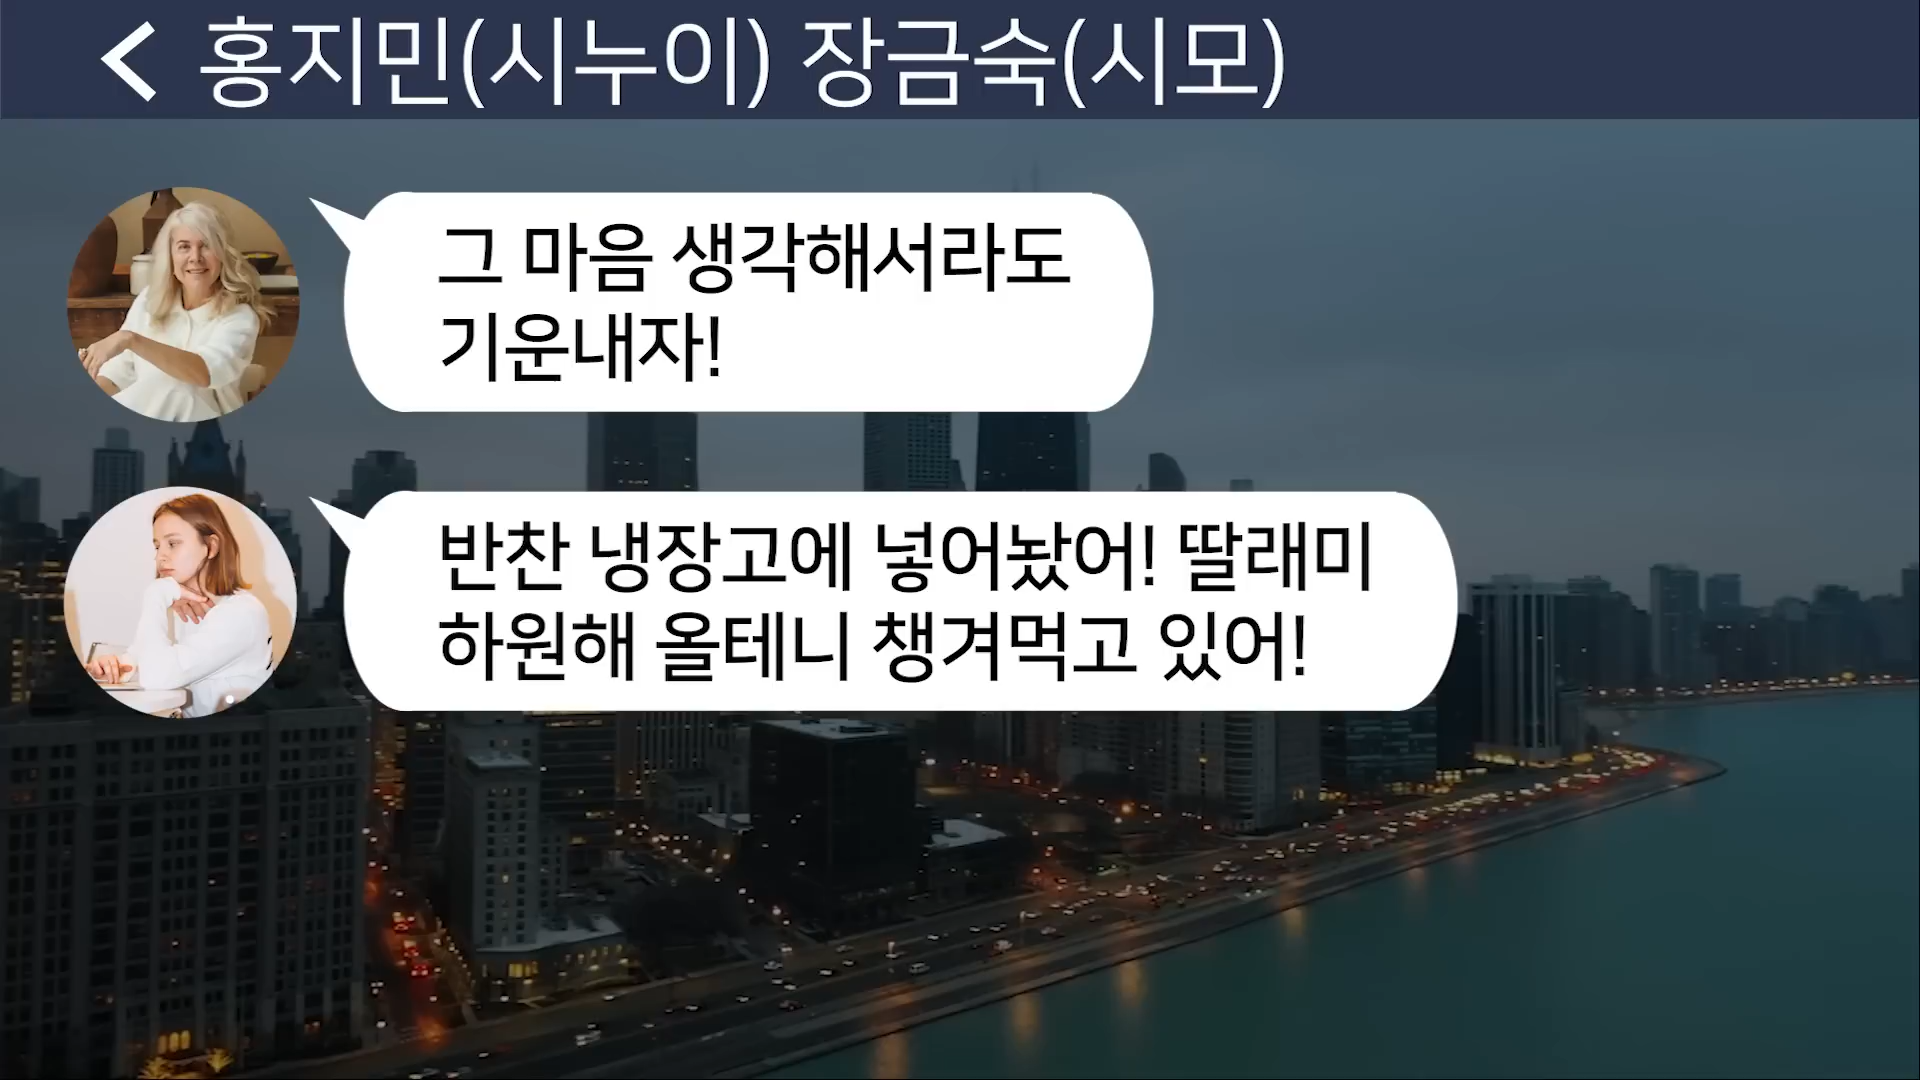 홍지민(시누이) 장금숙(시모)
그 마음 생각해서라도
기운내자!
반찬 냉장고에 넣어놨어! 딸래미
하원해 올테니 챙겨먹고 있어!